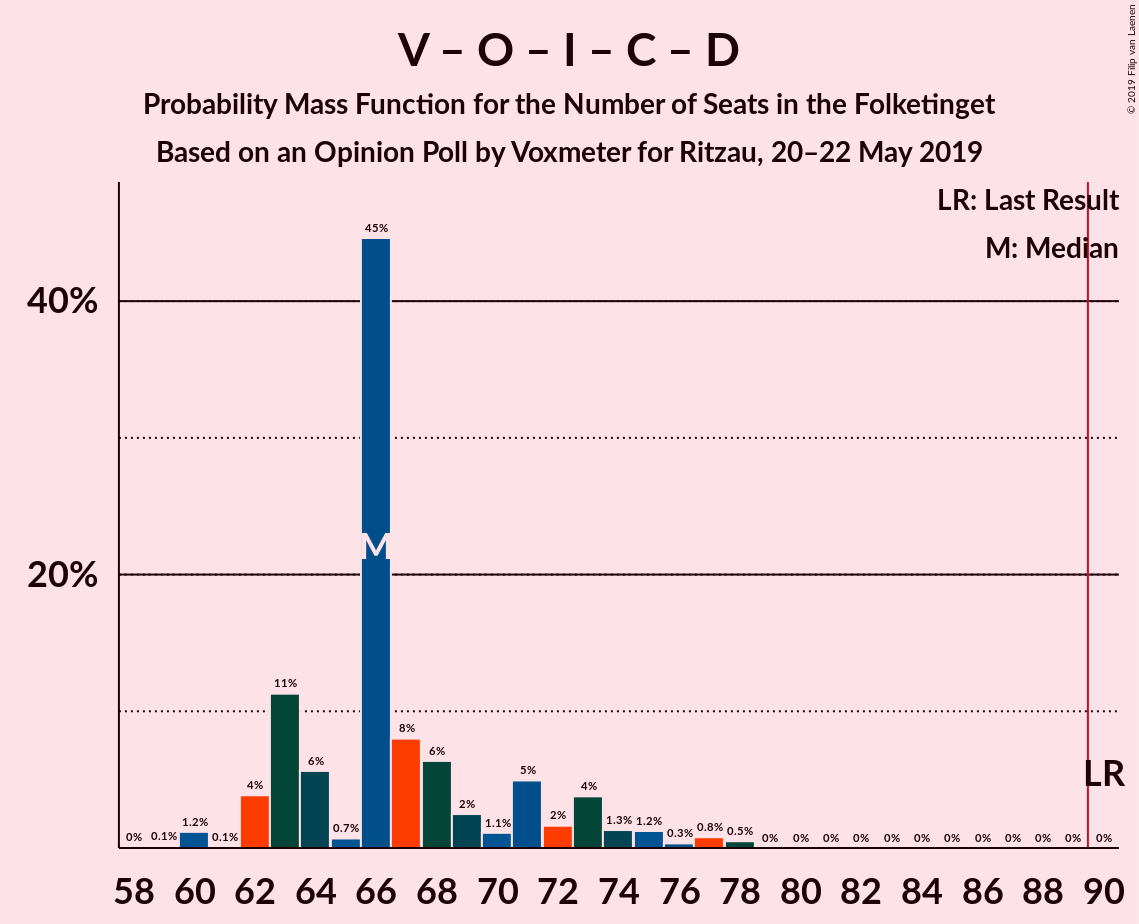 V – O – I – C – D
Probability Mass Function for the Number of Seats in the Folketinget
Based on an Opinion Poll by Voxmeter for Ritzau, 20–22 May 2019
© 2019 Filip van Laenen
LR: Last Result
M: Median
40%
20%
45%
M
11%
8%
6%
6%
5%
4%
4%
LR
0% 0.1% 1.2% 0.1% 0.7% 2% 1.1% 2% 1.3% 1.2% 0.3% 0.8% 0.5% 0% 0% 0% 0% 0% 0% 0% 0% 0% 0% 0% 0%
58 60 62 64 66 68 70 72 74 76 78 80 82 84 86 88 90